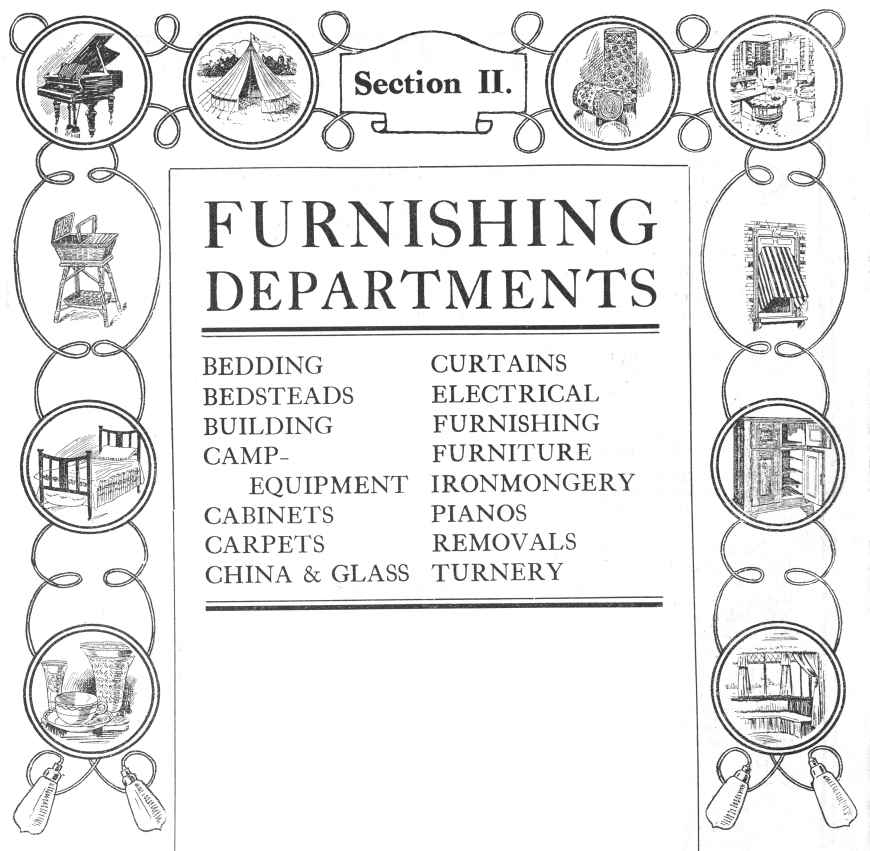 Section II.
FURNISHING
DEPARTMENTS
BEDDING
BEDSTEADS
BUILDING
CAMP-
EQUIPMENT
CABINETS
CARPETS
CHINA & GLASS
CURTAINS
ELECTRICAL
FURNISHING
FURNITURE
IRONMONGERY
PIANOS
REMOVALS
TURNERY